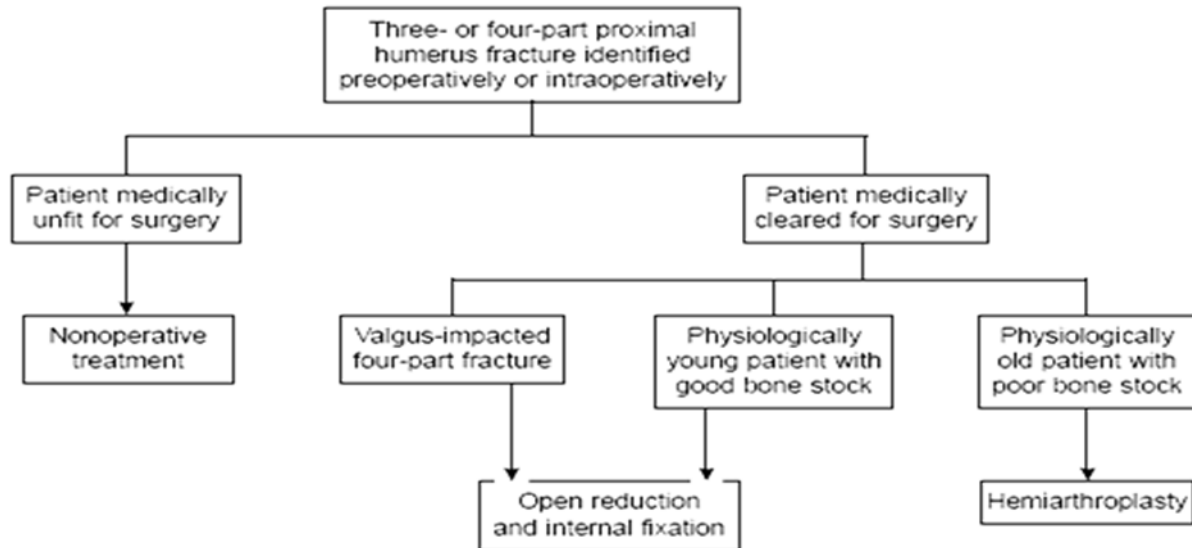 Three- or four-part proximal
humerus fracture identified
preoperatively or intraoperatively
Patient medically
unfit for surgery
Patient medically
cleared for surgery
Nonoperative
treatment
Valgus-impacted
four-part fracture
Physiologically
young patient with
good bone stock
Physiologically
old patient with
poor bone stock
Open reduction
and internal fixation
Hemiarthroplasty